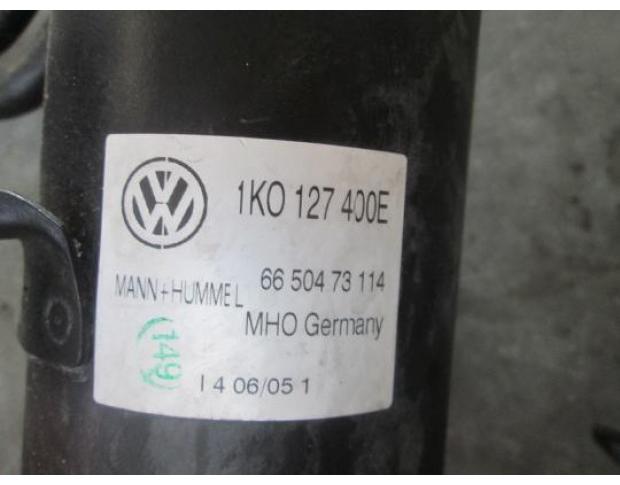 1K0 127 400E
MANN+HUMMEL 66 504 73 114
MHO Germany
(149)
I 4 06/05 1